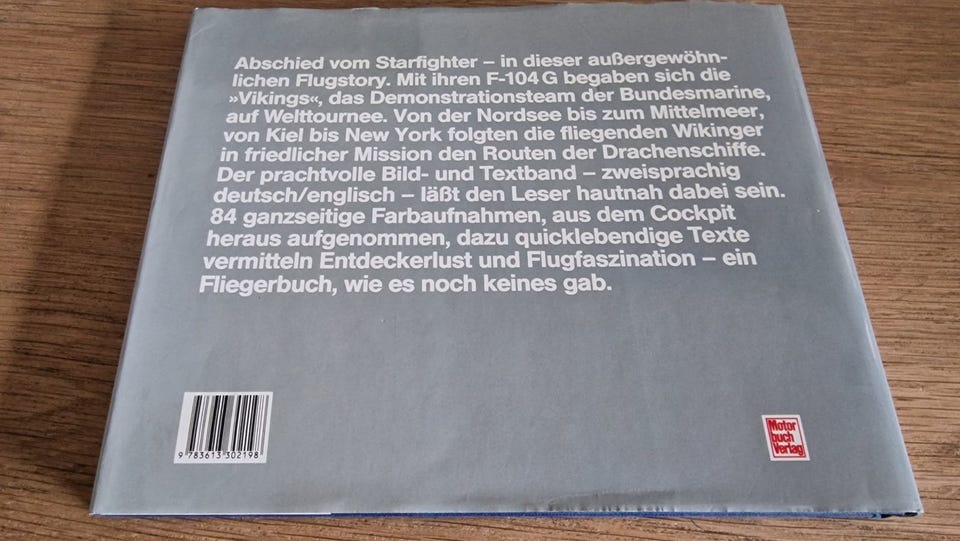 Abschied vom Starfighter – in dieser außergewöhn-
lichen Flugstory. Mit ihren F-104 G begaben sich die
»Vikings«, das Demonstrationsteam der Bundesmarine,
auf Welttournee. Von der Nordsee bis zum Mittelmeer,
von Kiel bis New York folgten die fliegenden Wikinger
in friedlicher Mission den Routen der Drachenschiffe.
Der prachtvolle Bild- und Textband – zweisprachig
deutsch/englisch – läßt den Leser hautnah dabei sein.
84 ganzseitige Farbaufnahmen, aus dem Cockpit
heraus aufgenommen, dazu quicklebendige Texte
vermitteln Entdeckerlust und Flugfaszination – ein
Fliegerbuch, wie es noch keines gab.
9 783613 302198
Motor
buch
Verlag